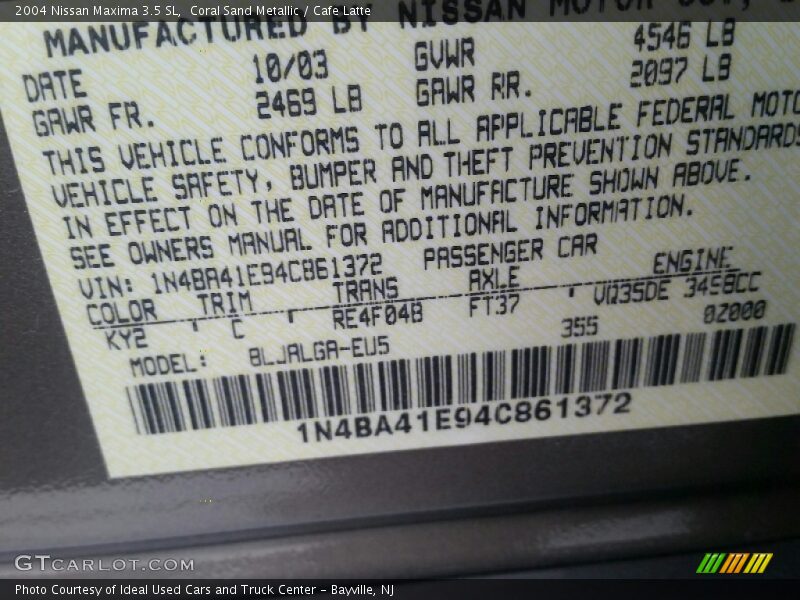 2004 Nissan Maxima 3.5 SL, Coral Sand Metallic / Cafe Latte
MANUFACTURED BY NISSAN MOTOR
DATE 10/03 GVWR 4546 LB
GAWR FR. 2469 LB GAWR RR. 2097 LB
THIS VEHICLE CONFORMS TO ALL APPLICABLE FEDERAL MOTO
VEHICLE SAFETY, BUMPER AND THEFT PREVENTION STANDARDS
IN EFFECT ON THE DATE OF MANUFACTURE SHOWN ABOVE.
SEE OWNERS MANUAL FOR ADDITIONAL INFORMATION.
VIN: 1N4BA41E94C861372 PASSENGER CAR
COLOR TRIM TRANS AXLE ENGINE
KY2 C RE4F04B FT37 VQ35DE 3498CC
MODEL: BLJALGA-EU5 355 0Z000
1N4BA41E94C861372
GTCARLOT.COM
Photo Courtesy of Ideal Used Cars and Truck Center – Bayville, NJ